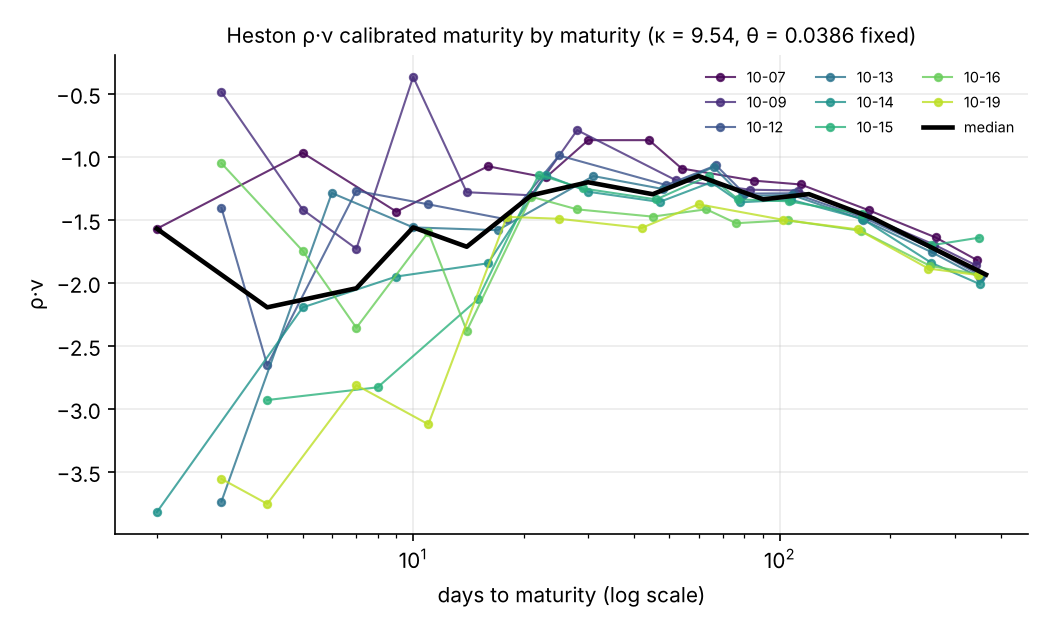 Heston ρ·ν calibrated maturity by maturity (κ = 9.54, θ = 0.0386 fixed)
10-07 10-13 10-16
10-09 10-14 10-19
10-12 10-15 median
ρ·ν
−0.5
−1.0
−1.5
−2.0
−2.5
−3.0
−3.5
10¹ 10²
days to maturity (log scale)